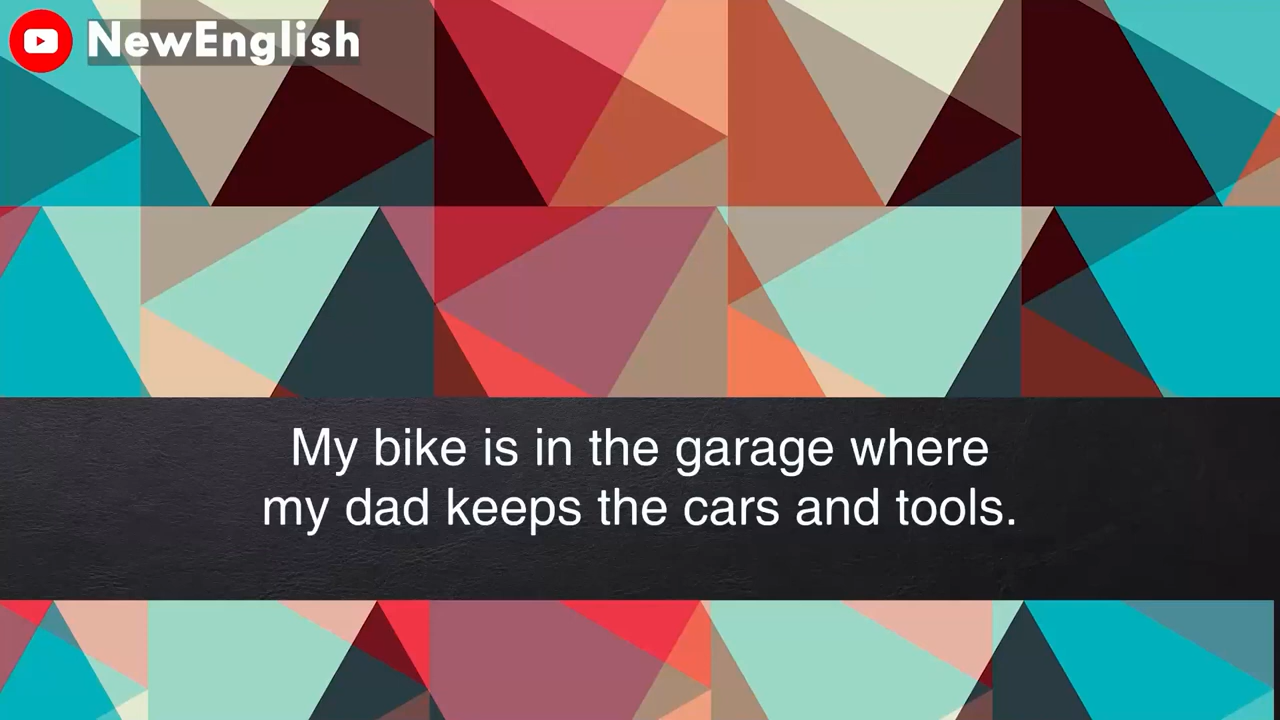 NewEnglish
My bike is in the garage where
my dad keeps the cars and tools.